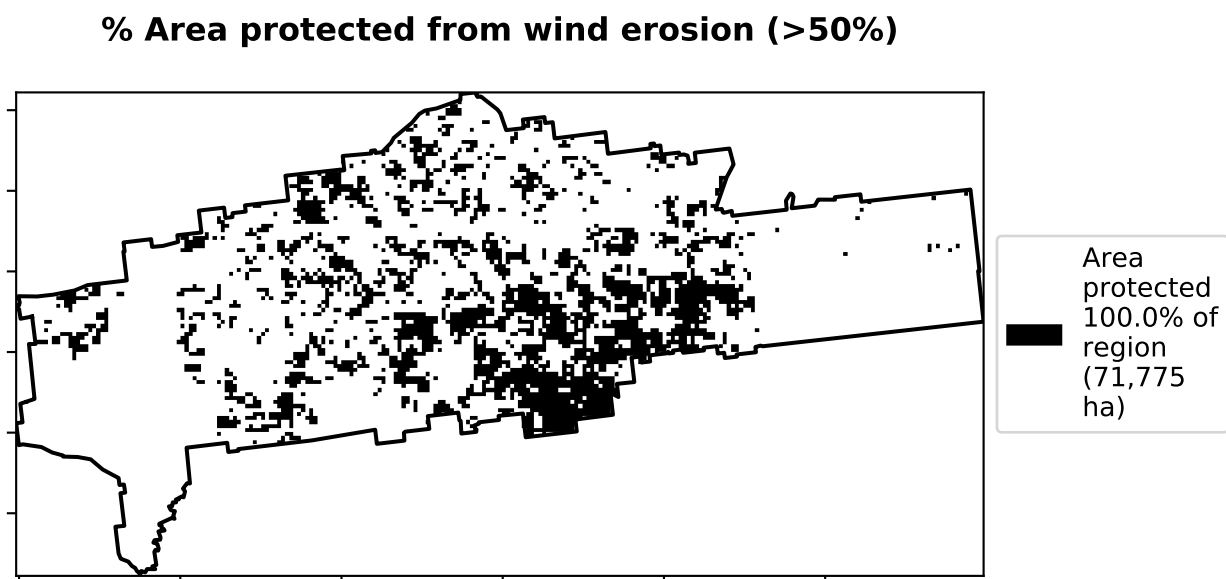 % Area protected from wind erosion (>50%)
Area
protected
100.0% of
region
(71,775
ha)